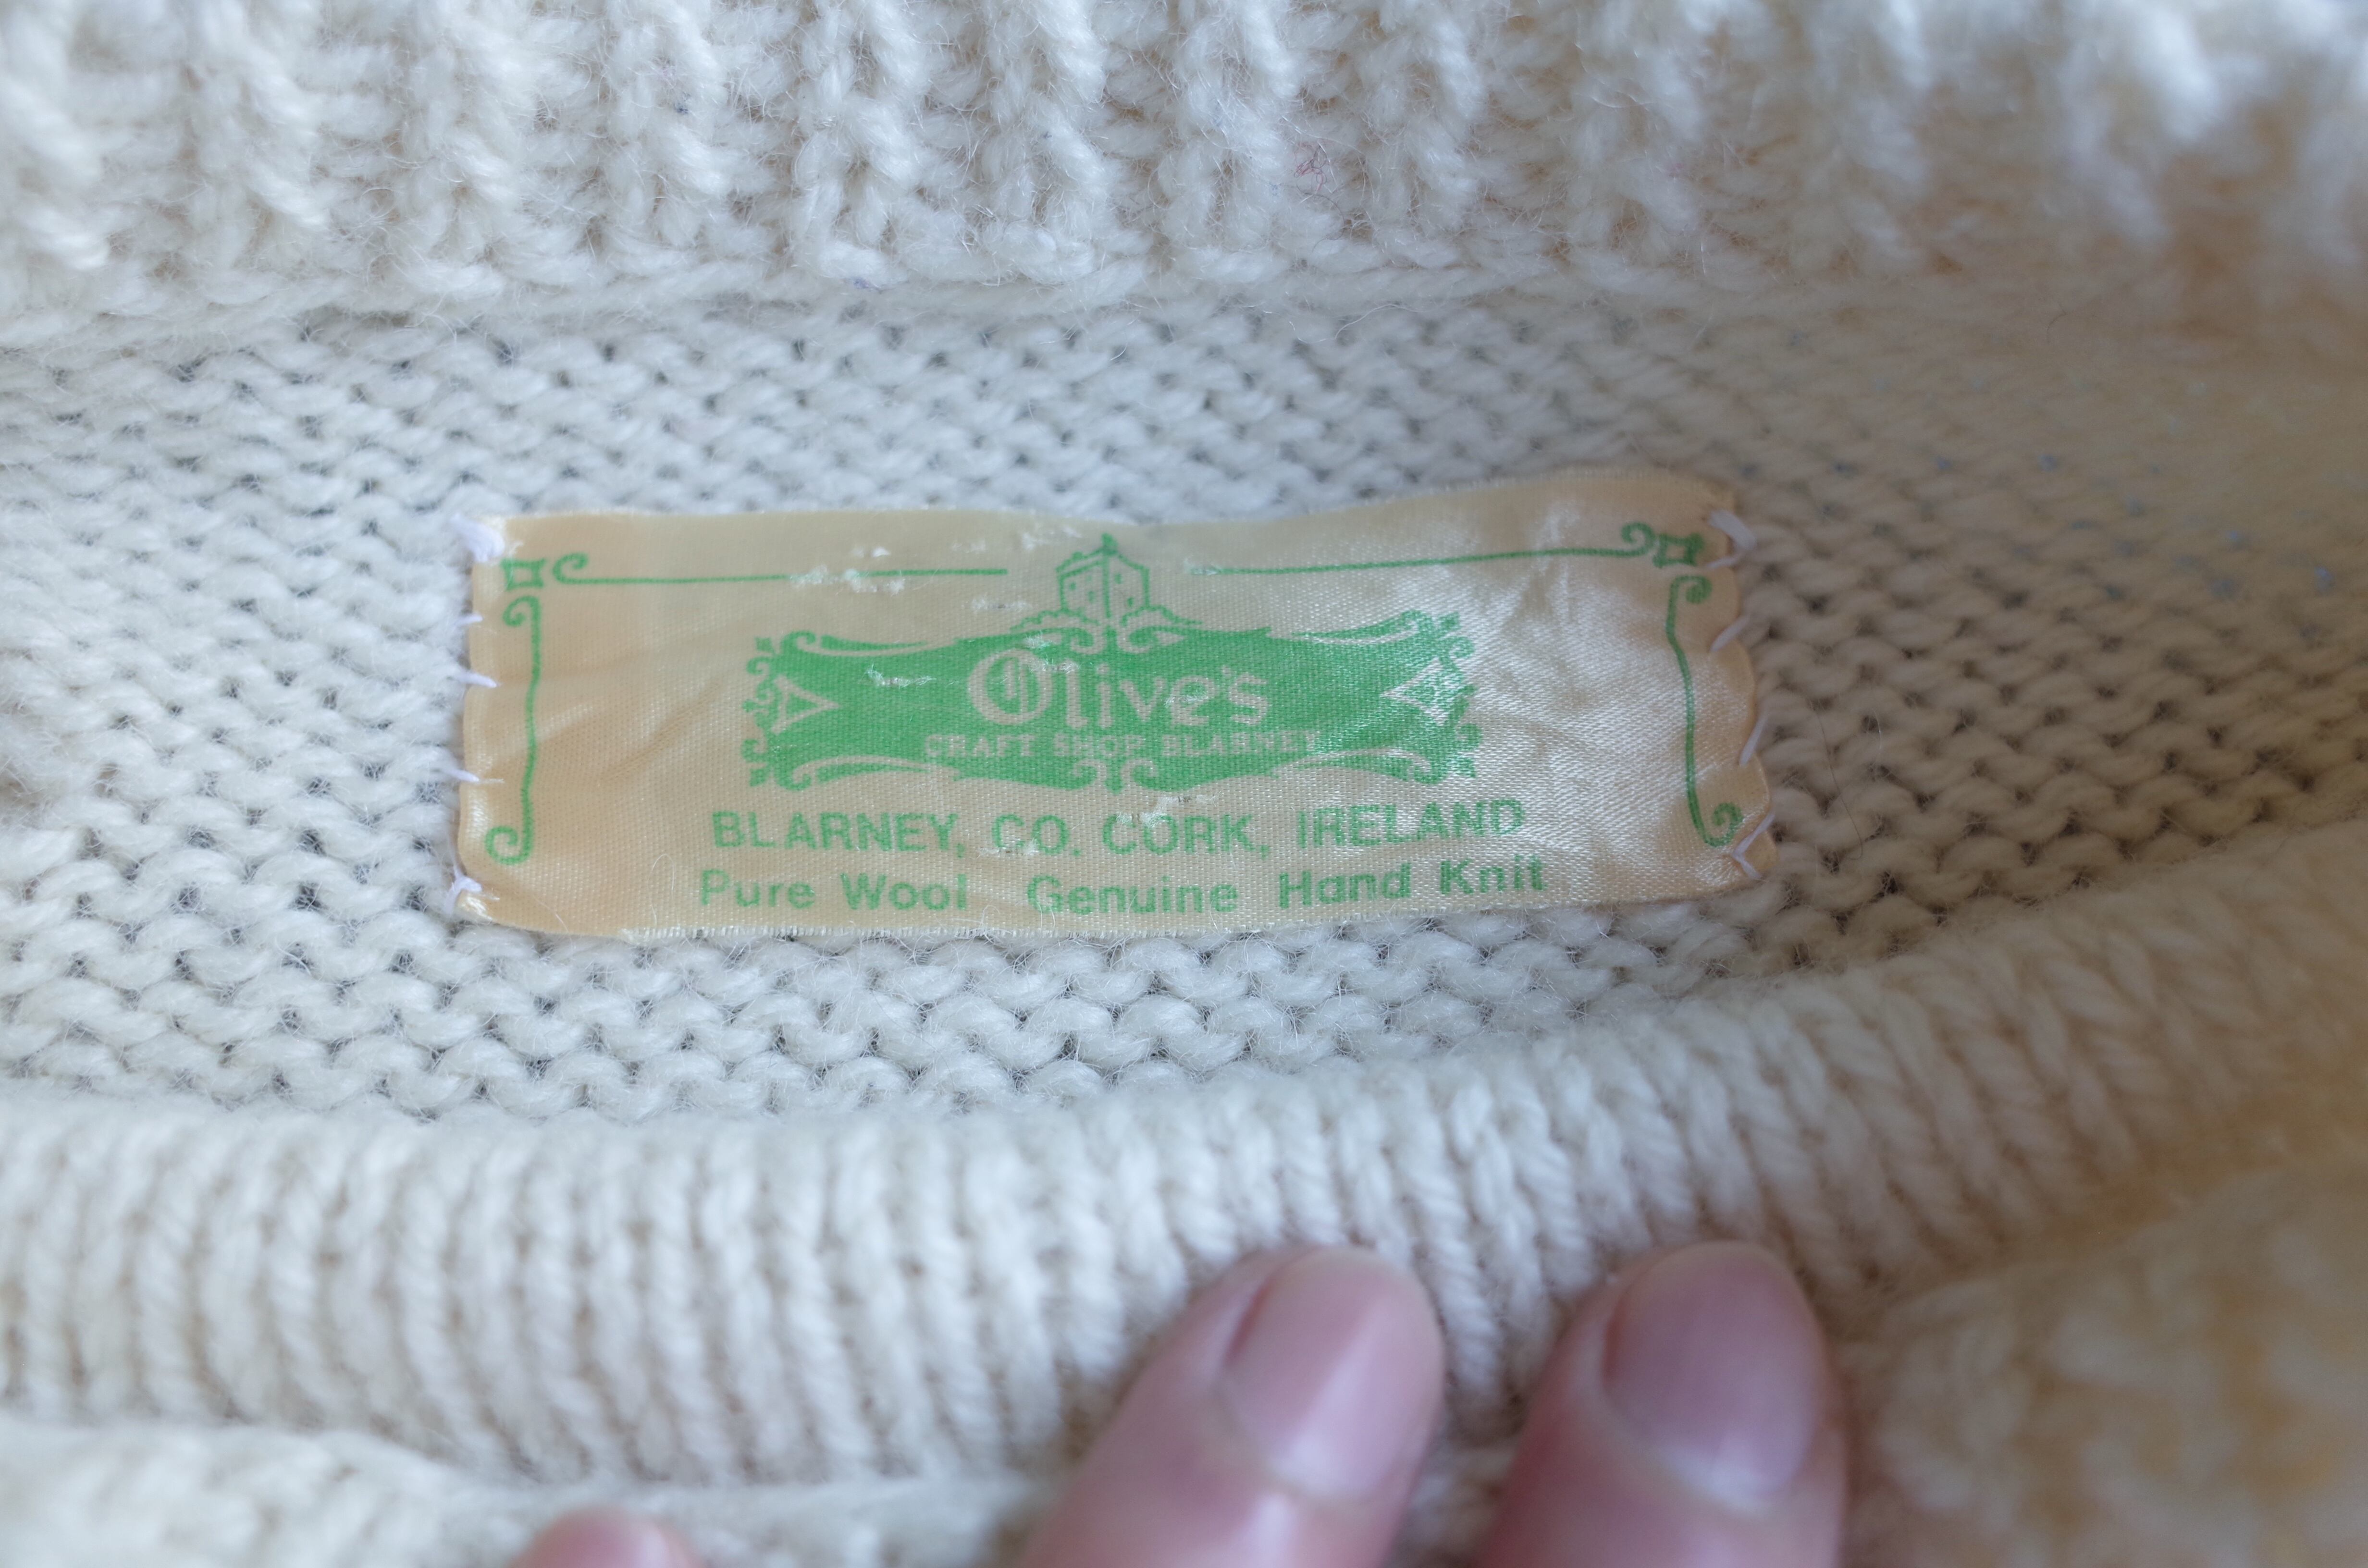 Olive's
CRAFT SHOP BLARNEY
BLARNEY, CO. CORK, IRELAND
Pure Wool Genuine Hand Knit